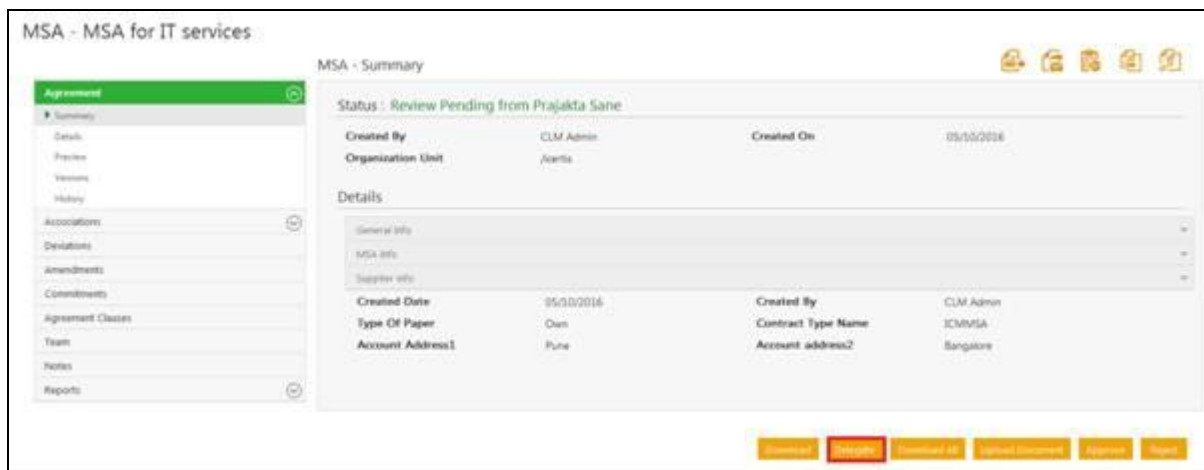 MSA - MSA for IT services
MSA - Summary
Agreement
Summary
Details
Preview
Versions
History
Associations
Deviations
Amendments
Commitments
Agreement Clauses
Team
Notes
Reports
Status : Review Pending from Prajakta Sane
Created By CLM Admin Created On 05/10/2016
Organization Unit /Icertis
Details
General Info
MSA Info
Supplier Info
Created Date 05/10/2016 Created By CLM Admin
Type Of Paper Own Contract Type Name ICMMSA
Account Address1 Pune Account address2 Bangalore
Download Delegate Download All Upload Document Approve Reject